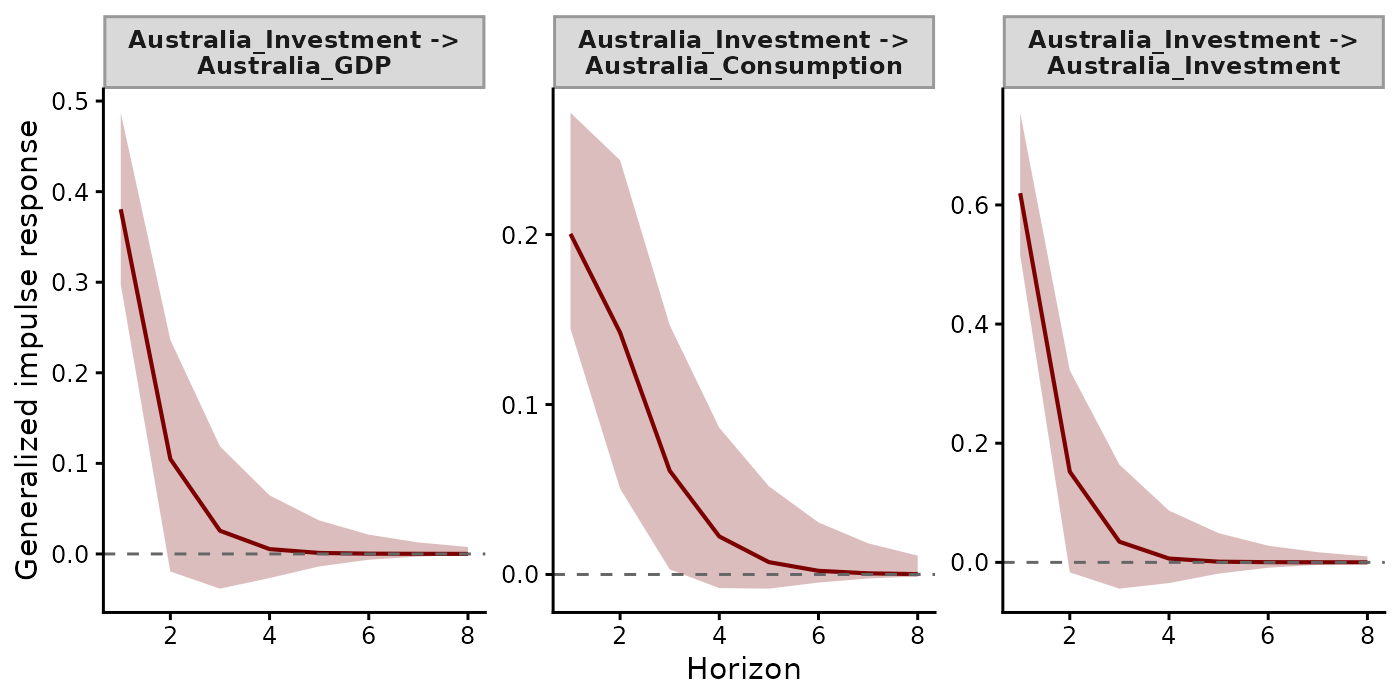 Australia_Investment ->
Australia_GDP
Australia_Investment ->
Australia_Consumption
Australia_Investment ->
Australia_Investment
Generalized impulse response
0.5
0.4
0.3
0.2
0.1
0.0
0.2
0.1
0.0
0.6
0.4
0.2
0.0
2 4 6 8
2 4 6 8
2 4 6 8
Horizon